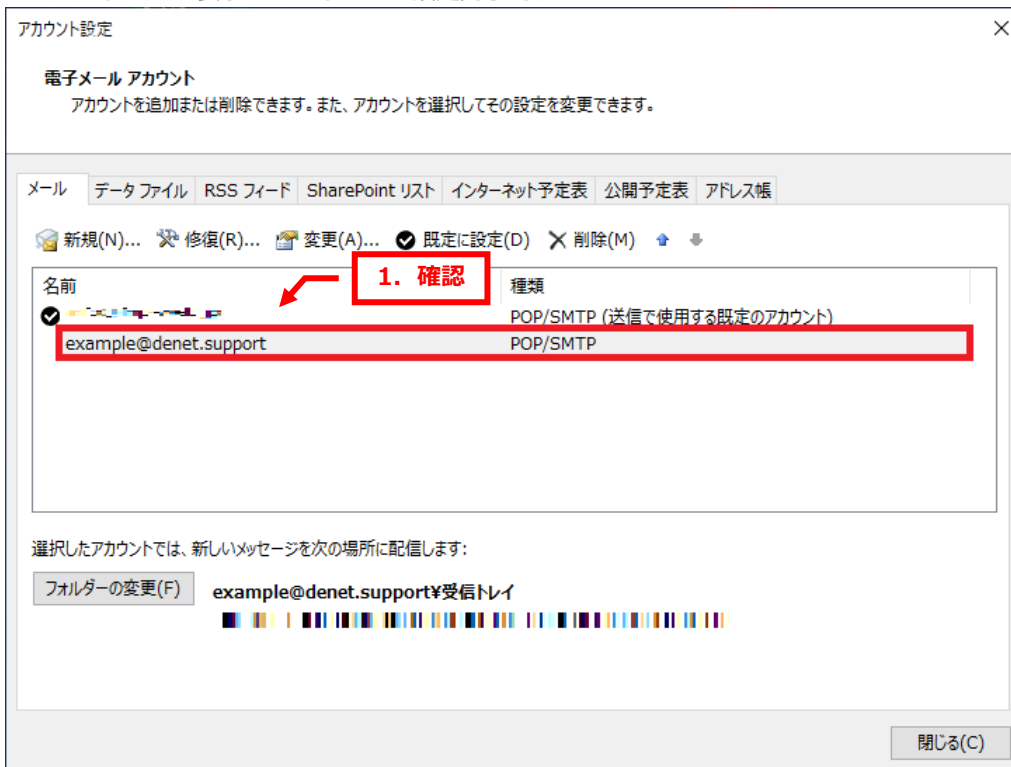 アカウント設定
電子メール アカウント
アカウントを追加または削除できます。また、アカウントを選択してその設定を変更できます。
メール データ ファイル RSS フィード SharePoint リスト インターネット予定表 公開予定表 アドレス帳
新規(N)... 修復(R)... 変更(A)... 既定に設定(D) 削除(M)
1. 確認
名前 種類
POP/SMTP (送信で使用する既定のアカウント)
example@denet.support POP/SMTP
選択したアカウントでは、新しいメッセージを次の場所に配信します:
フォルダーの変更(F) example@denet.support¥受信トレイ
閉じる(C)